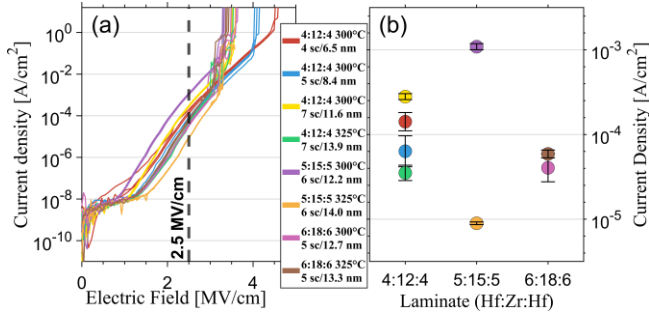 (a)
Current density [A/cm²]
10⁰
10⁻²
10⁻⁴
10⁻⁶
10⁻⁸
10⁻¹⁰
2.5 MV/cm
0
2
4
Electric Field [MV/cm]
4:12:4 300°C
4 sc/6.5 nm
4:12:4 300°C
5 sc/8.4 nm
4:12:4 300°C
7 sc/11.6 nm
4:12:4 325°C
7 sc/13.9 nm
5:15:5 300°C
6 sc/12.2 nm
5:15:5 325°C
6 sc/14.0 nm
6:18:6 300°C
5 sc/12.7 nm
6:18:6 325°C
5 sc/13.3 nm
(b)
10⁻³
10⁻⁴
10⁻⁵
Current Density [A/cm²]
4:12:4 5:15:5 6:18:6
Laminate (Hf:Zr:Hf)